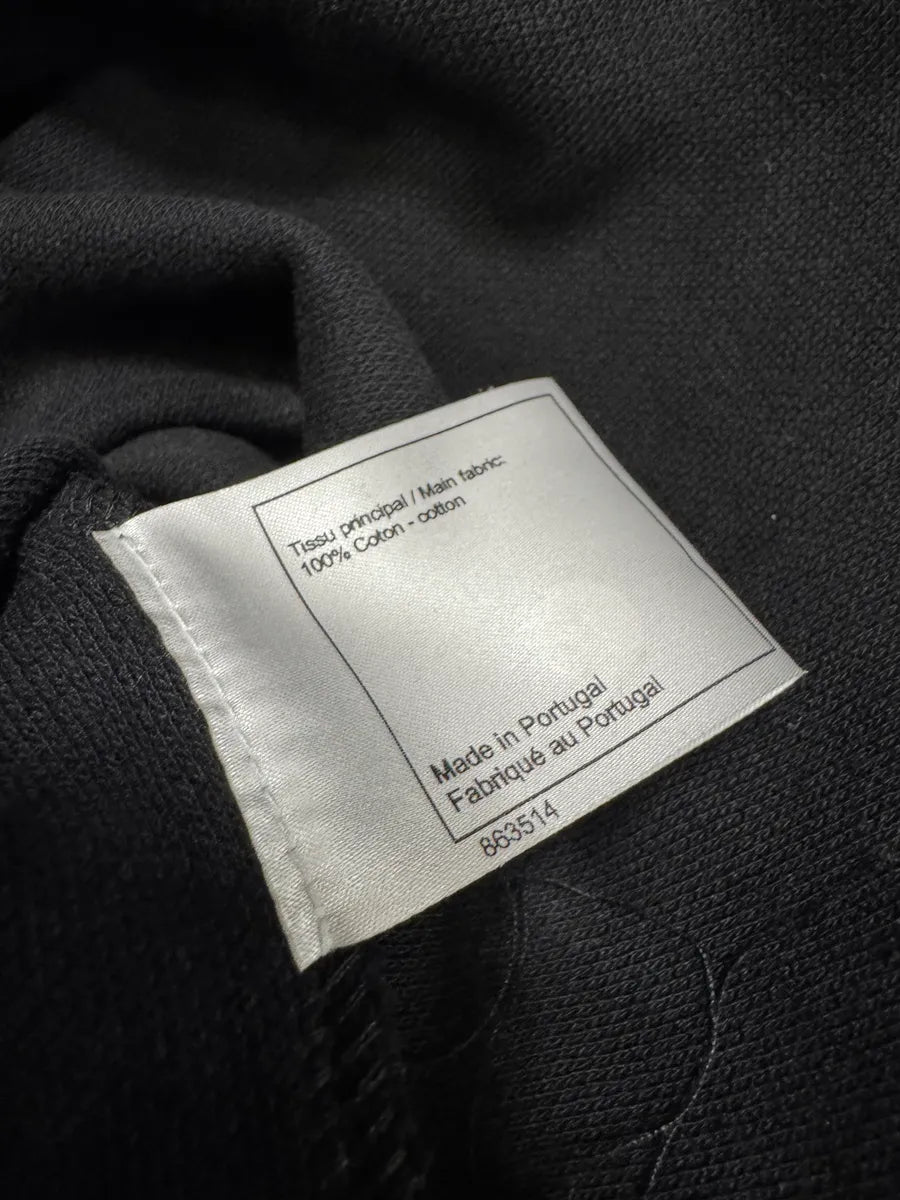 Tissu principal / Main fabric:
100% Coton - cotton
Made in Portugal
Fabriqué au Portugal
863514